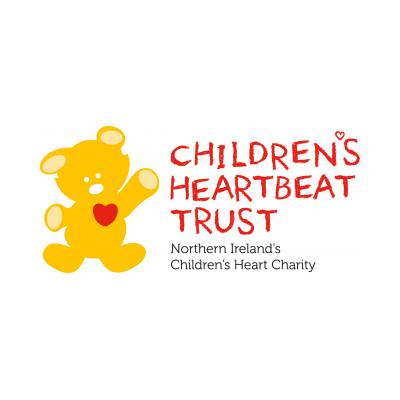 CHILDREN'S
HEARTBEAT
TRUST
Northern Ireland's
Children's Heart Charity